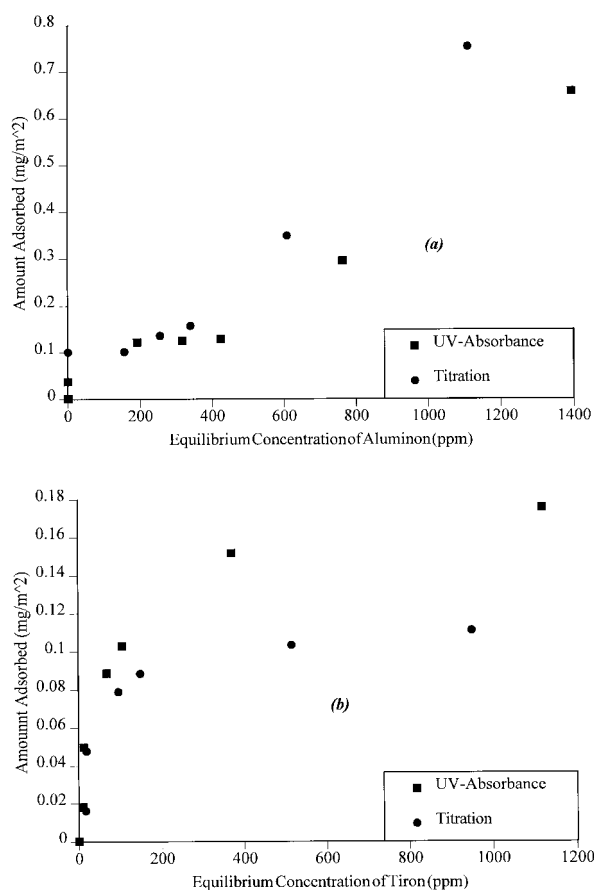 0.8
0.7
0.6
0.5
0.4
0.3
0.2
0.1
0
Amount Adsorbed (mg/m^2)
(a)
UV-Absorbance
Titration
0 200 400 600 800 1000 1200 1400
Equilibrium Concentration of Aluminon (ppm)
0.18
0.16
0.14
0.12
0.1
0.08
0.06
0.04
0.02
0
Amounnt Adsorbed (mg/m^2)
(b)
UV-Absorbance
Titration
0 200 400 600 800 1000 1200
Equilibrium Concentration of Tiron (ppm)